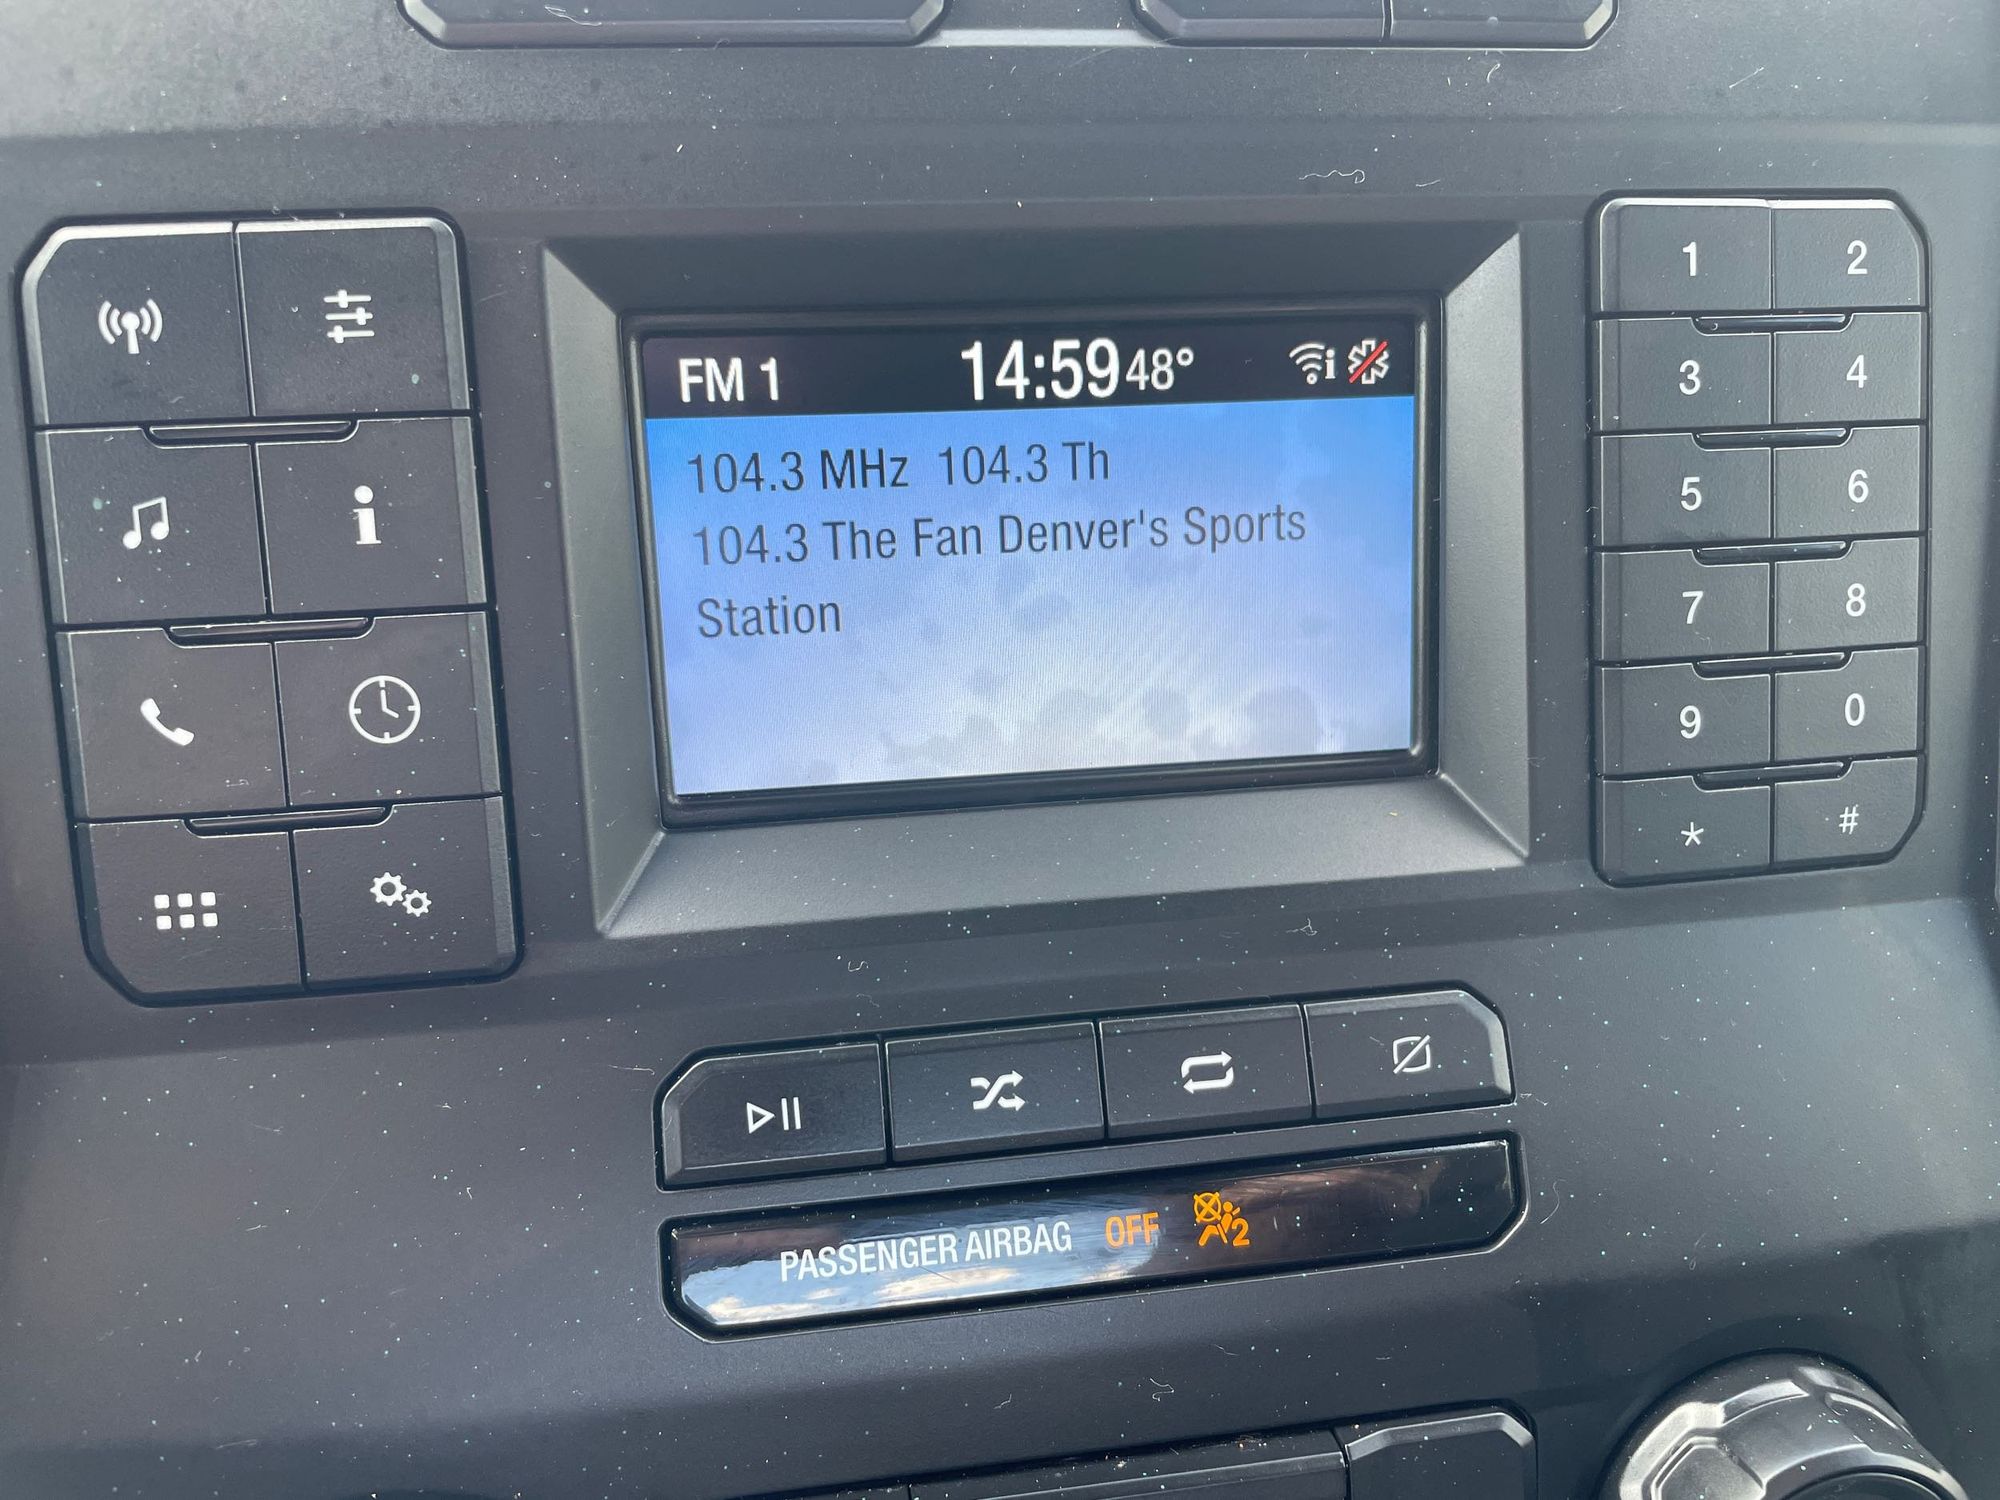 FM 1 14:59 48° i
104.3 MHz 104.3 Th
104.3 The Fan Denver's Sports
Station
i
1 2
3 4
5 6
7 8
9 0
* #
PASSENGER AIRBAG OFF 2